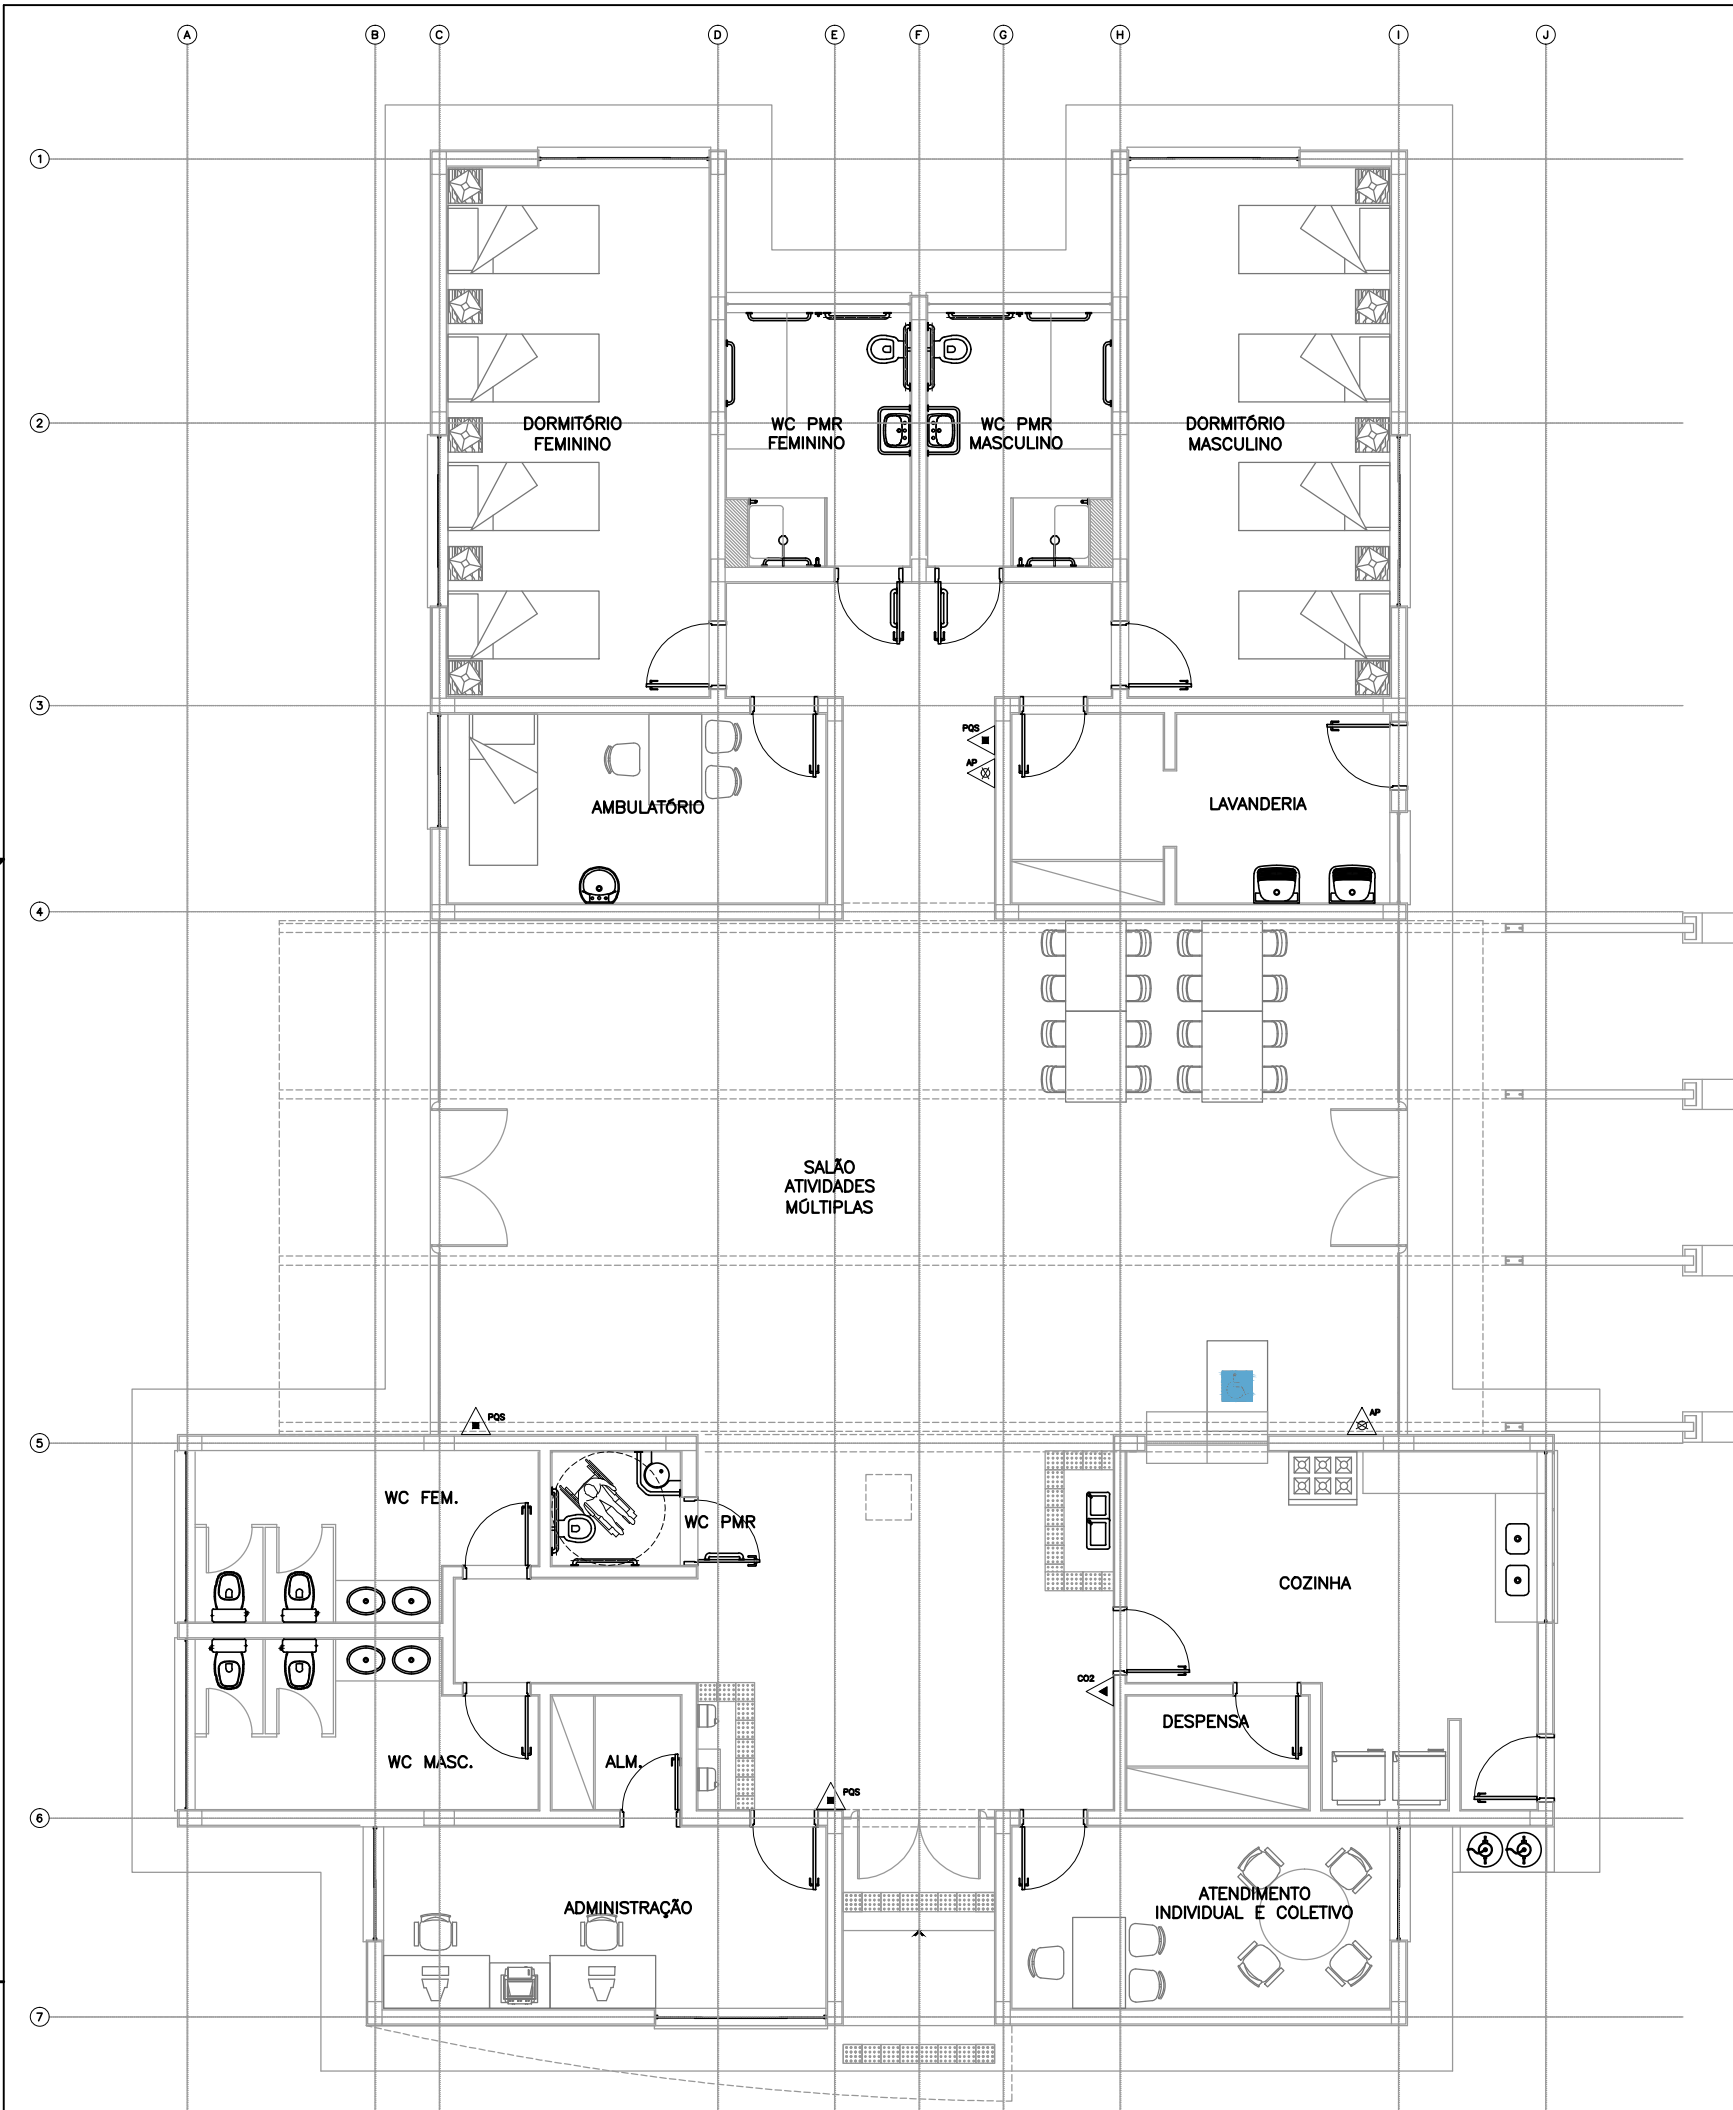 A B C D E F G H I J
1
2
DORMITÓRIO
FEMININO
WC PMR
FEMININO
WC PMR
MASCULINO
DORMITÓRIO
MASCULINO
3
PQS
AP
AMBULATÓRIO
LAVANDERIA
4
SALÃO
ATIVIDADES
MÚLTIPLAS
PQS
AP
5
WC FEM.
WC PMR
COZINHA
CO2
DESPENSA
WC MASC.
ALM.
PQS
6
ADMINISTRAÇÃO
ATENDIMENTO
INDIVIDUAL E COLETIVO
7